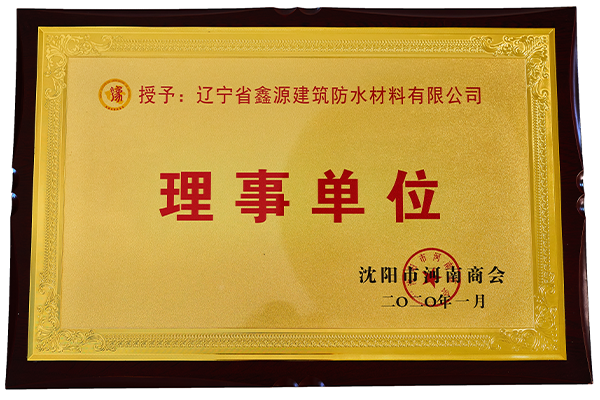 豫 授予：辽宁省鑫源建筑防水材料有限公司
理事单位
沈阳市河南商会
二〇二〇年一月